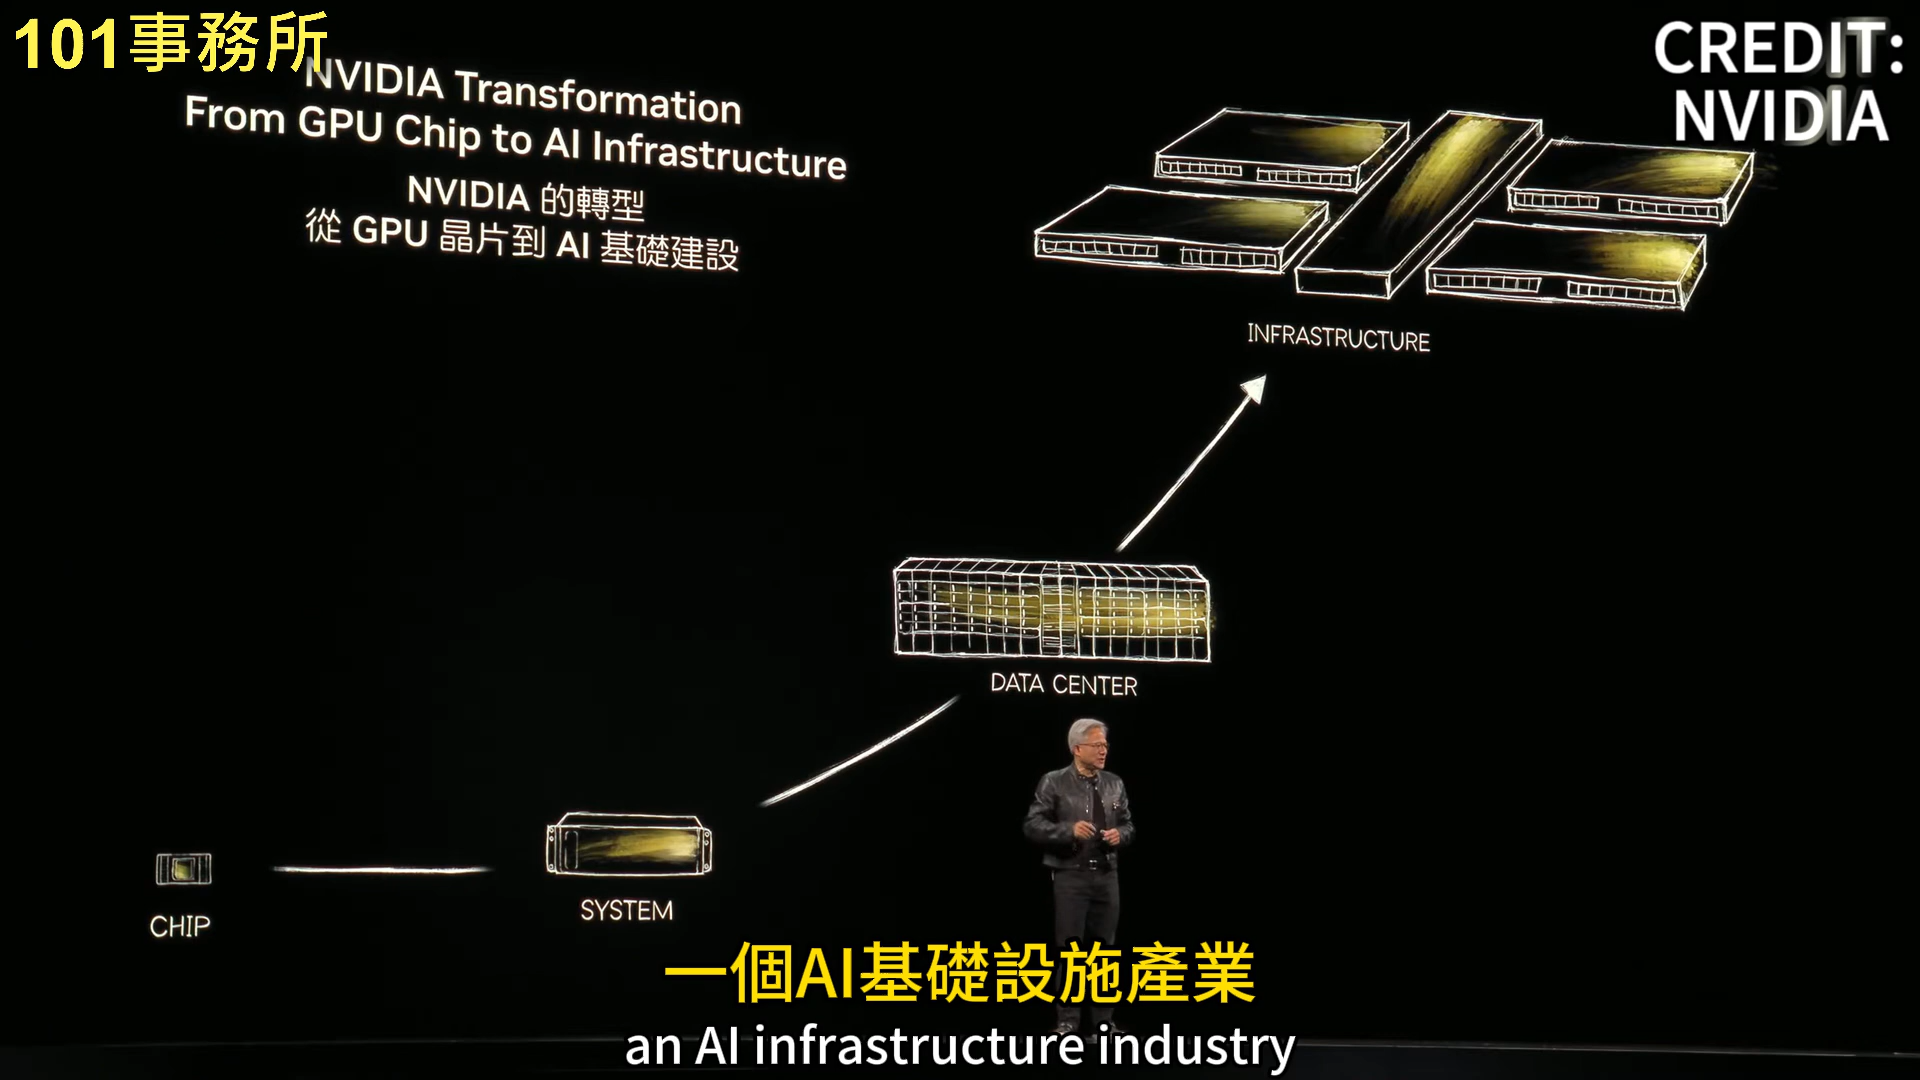 101事務所
CREDIT:
NVIDIA
NVIDIA Transformation
From GPU Chip to AI Infrastructure
NVIDIA 的轉型
從 GPU 晶片到 AI 基礎建設
INFRASTRUCTURE
DATA CENTER
SYSTEM
CHIP
一個AI基礎設施產業
an AI infrastructure industry